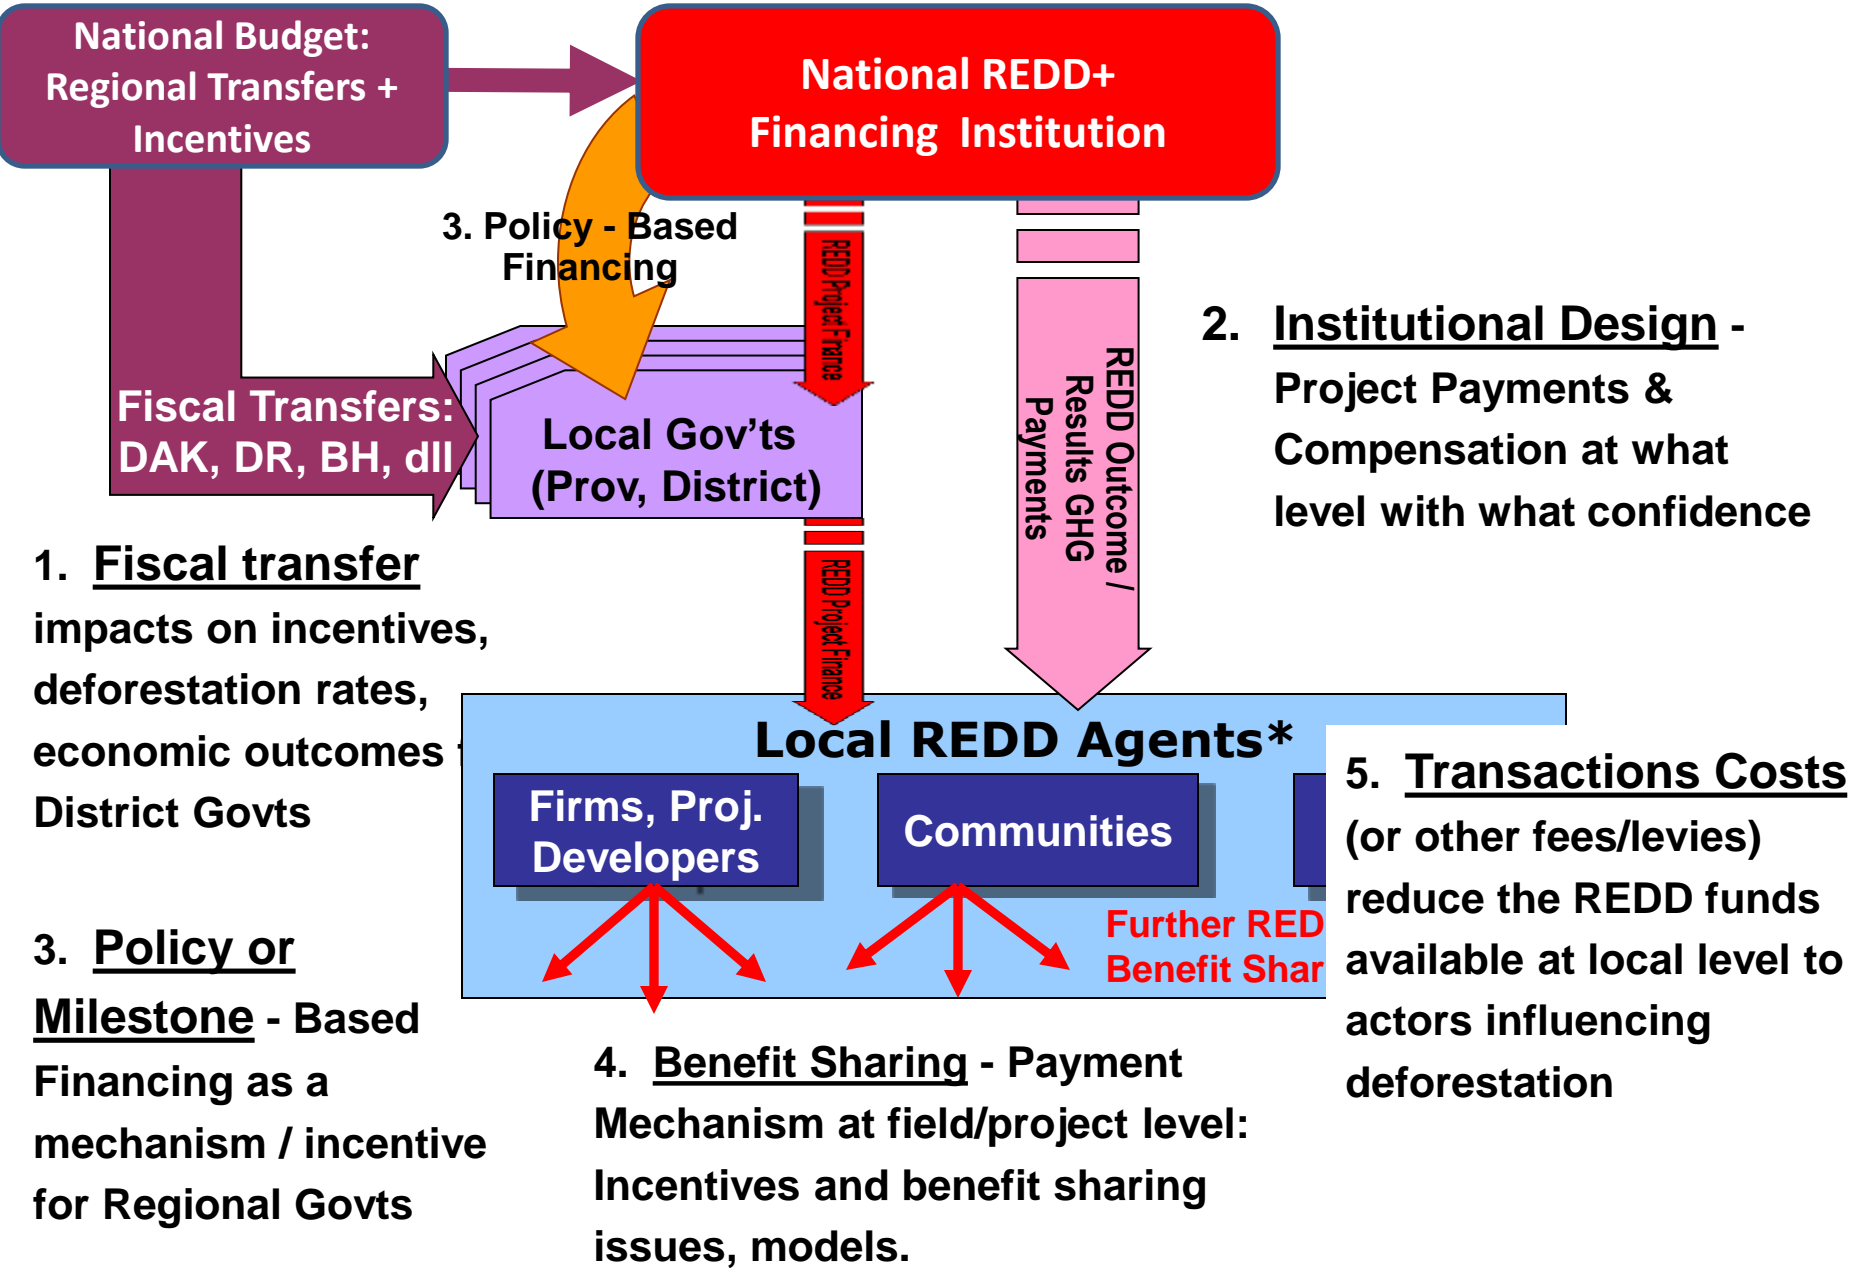 National Budget:
Regional Transfers +
Incentives
National REDD+
Financing Institution
3. Policy - Based
Financing
REDD Project Finance
REDD Outcome /
Results GHG
Payments
2. Institutional Design -
Project Payments &
Compensation at what
level with what confidence
Fiscal Transfers:
DAK, DR, BH, dll
Local Gov'ts
(Prov, District)
REDD Project Finance
1. Fiscal transfer
impacts on incentives,
deforestation rates,
economic outcomes
District Govts
Local REDD Agents*
Firms, Proj.
Developers
Communities
Further RED
Benefit Shar
5. Transactions Costs
(or other fees/levies)
reduce the REDD funds
available at local level to
actors influencing
deforestation
3. Policy or
Milestone - Based
Financing as a
mechanism / incentive
for Regional Govts
4. Benefit Sharing - Payment
Mechanism at field/project level:
Incentives and benefit sharing
issues, models.